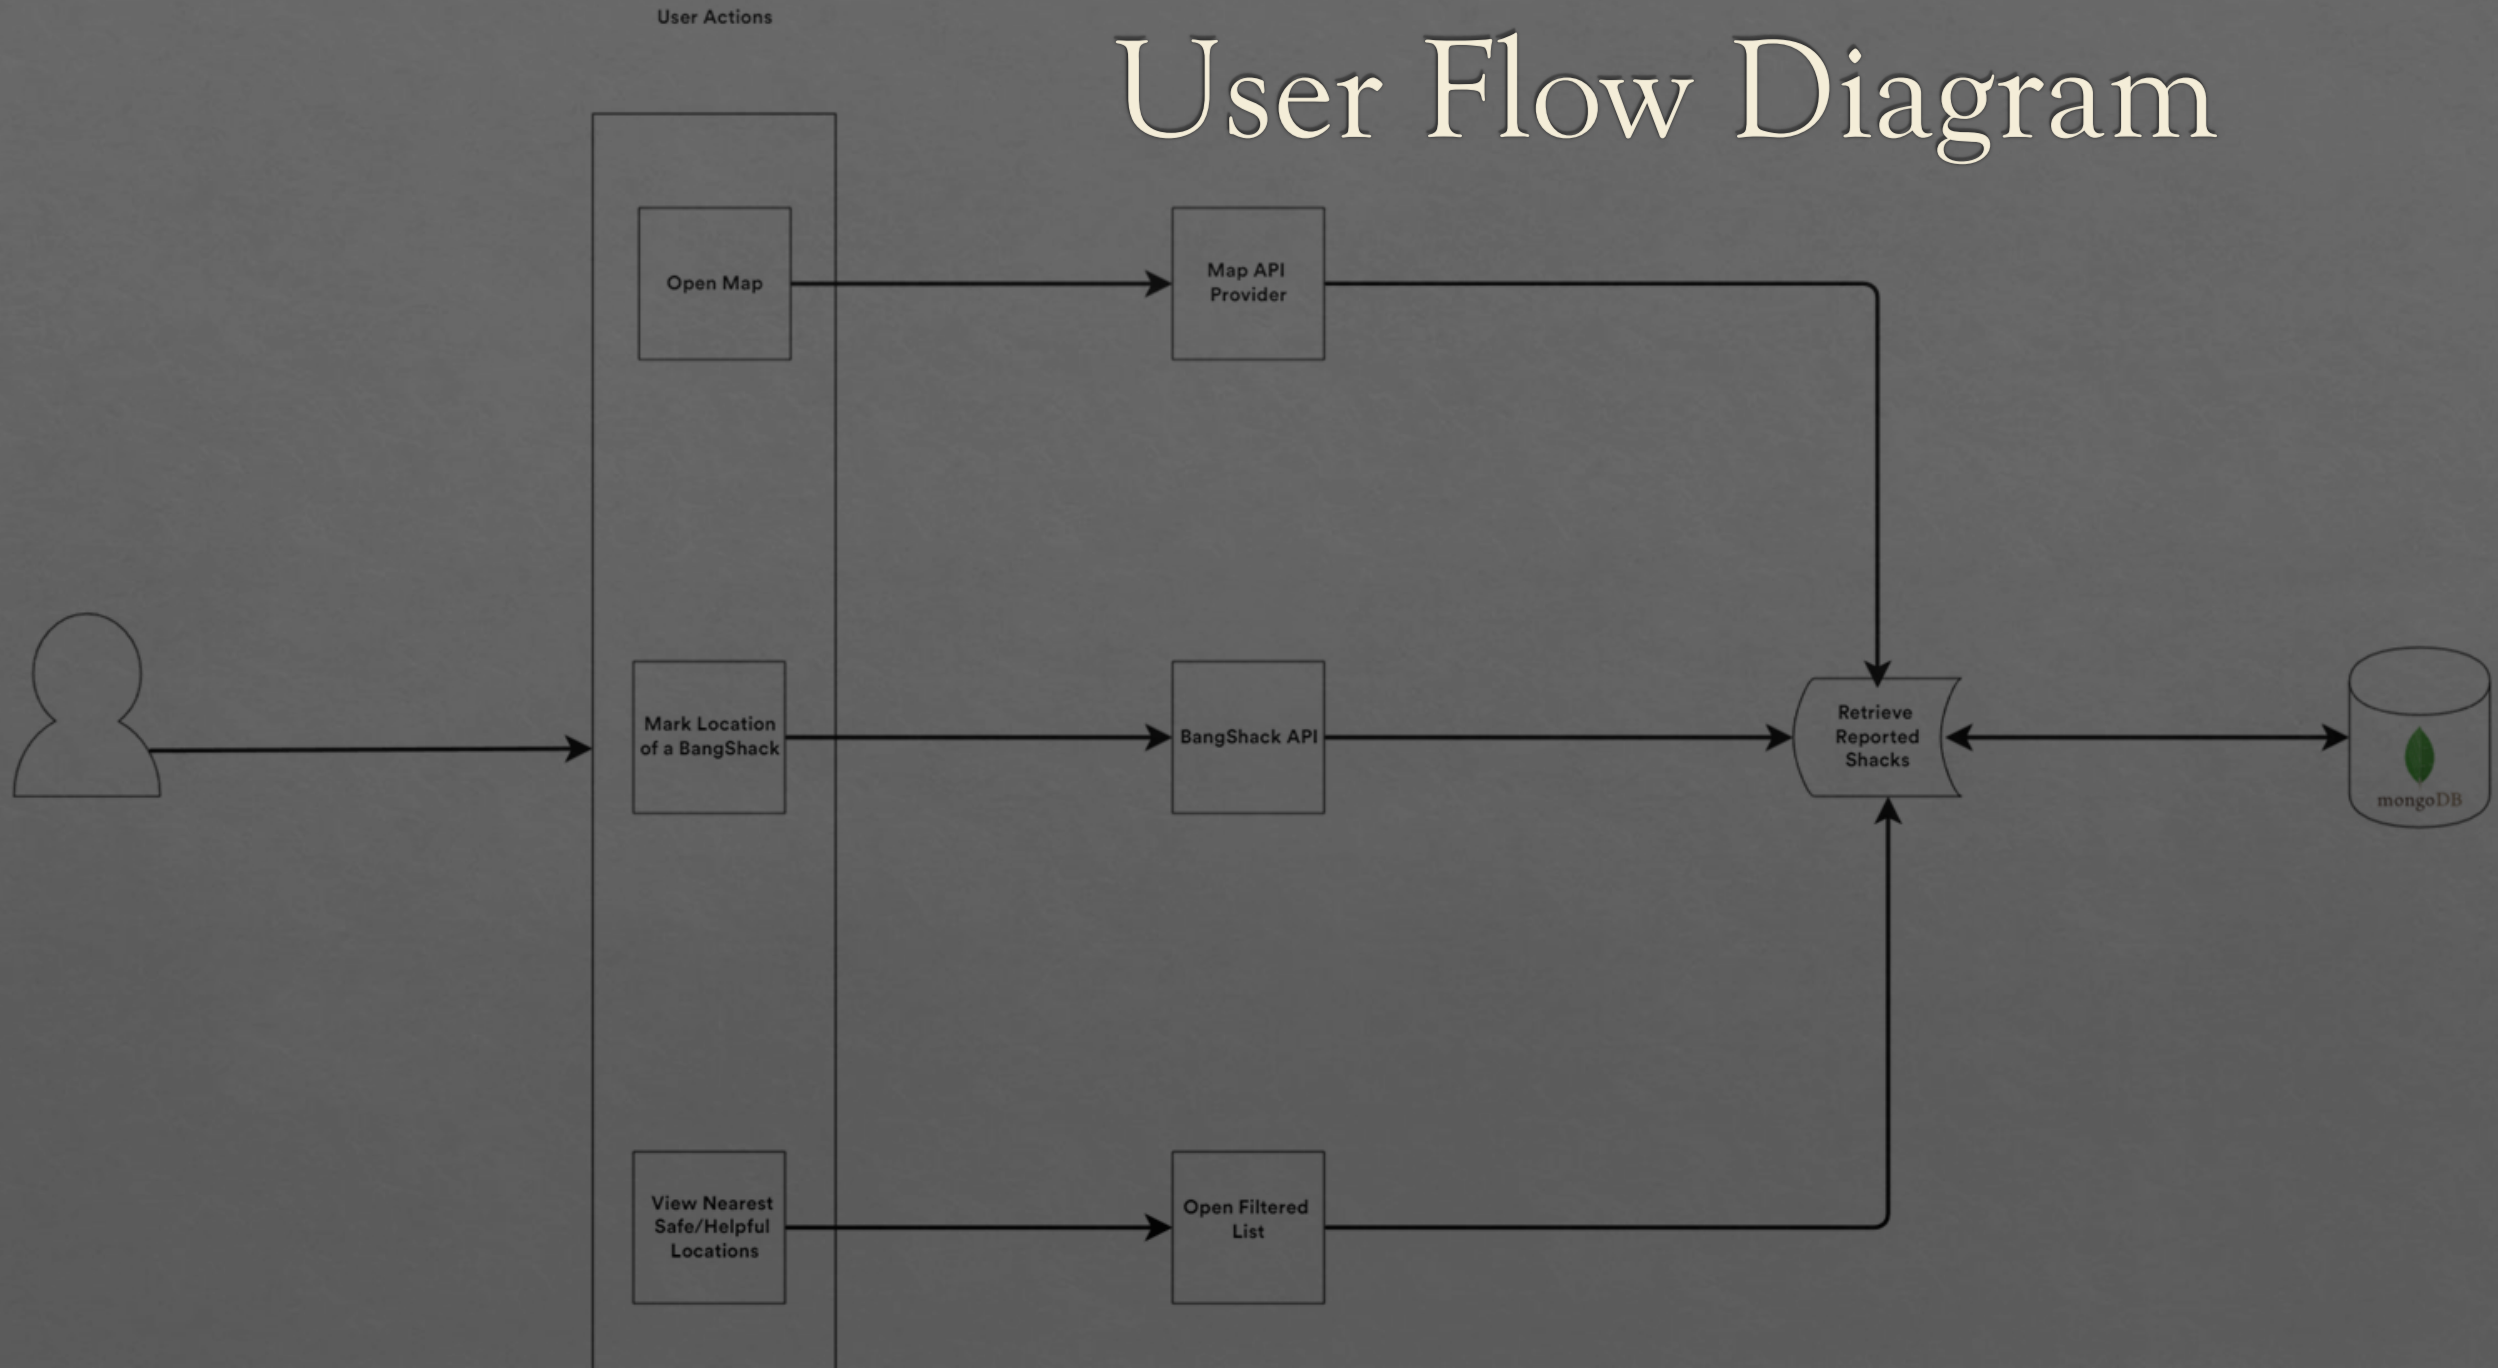 User Actions
User Flow Diagram
Open Map
Map API
Provider
Mark Location
of a BangShack
BangShack API
Retrieve
Reported
Shacks
mongoDB
View Nearest
Safe/Helpful
Locations
Open Filtered
List